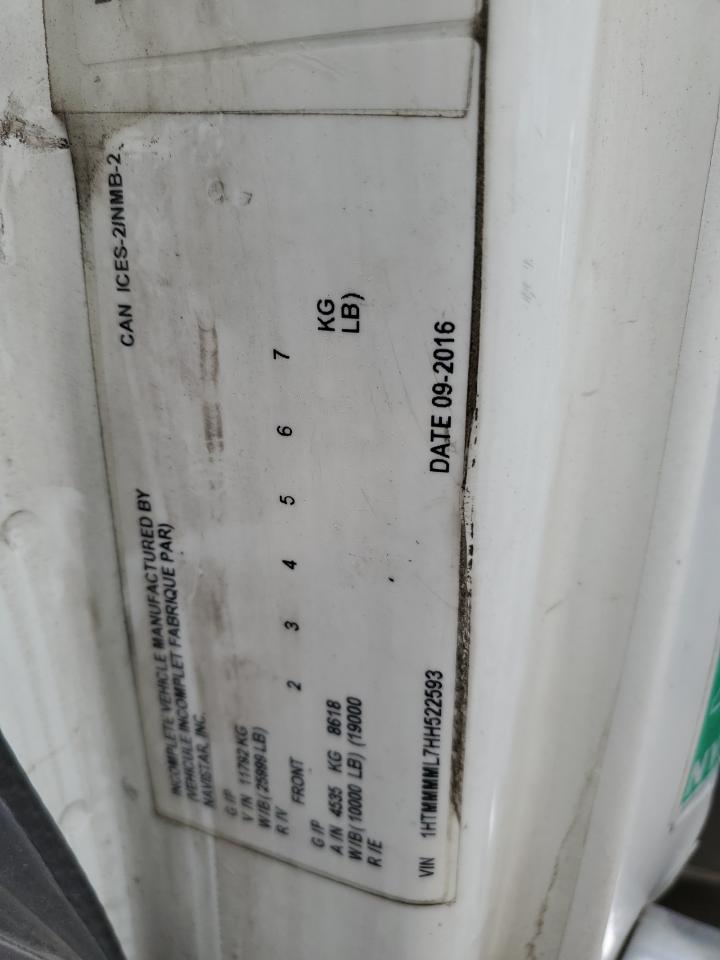 CAN ICES-2/NMB-2
INCOMPLETE VEHICLE MANUFACTURED BY
(VEHICULE INCOMPLET FABRIQUE PAR)
NAVISTAR, INC.
G /P
V /N 11792 KG
W/B (25999 LB)
R /V
FRONT 2 3 4 5 6 7
G /P
A /N 4535 KG 8618 KG
W/B (10000 LB) (19000 LB)
R /E
VIN 1HTMMMML7HH522593 DATE 09-2016